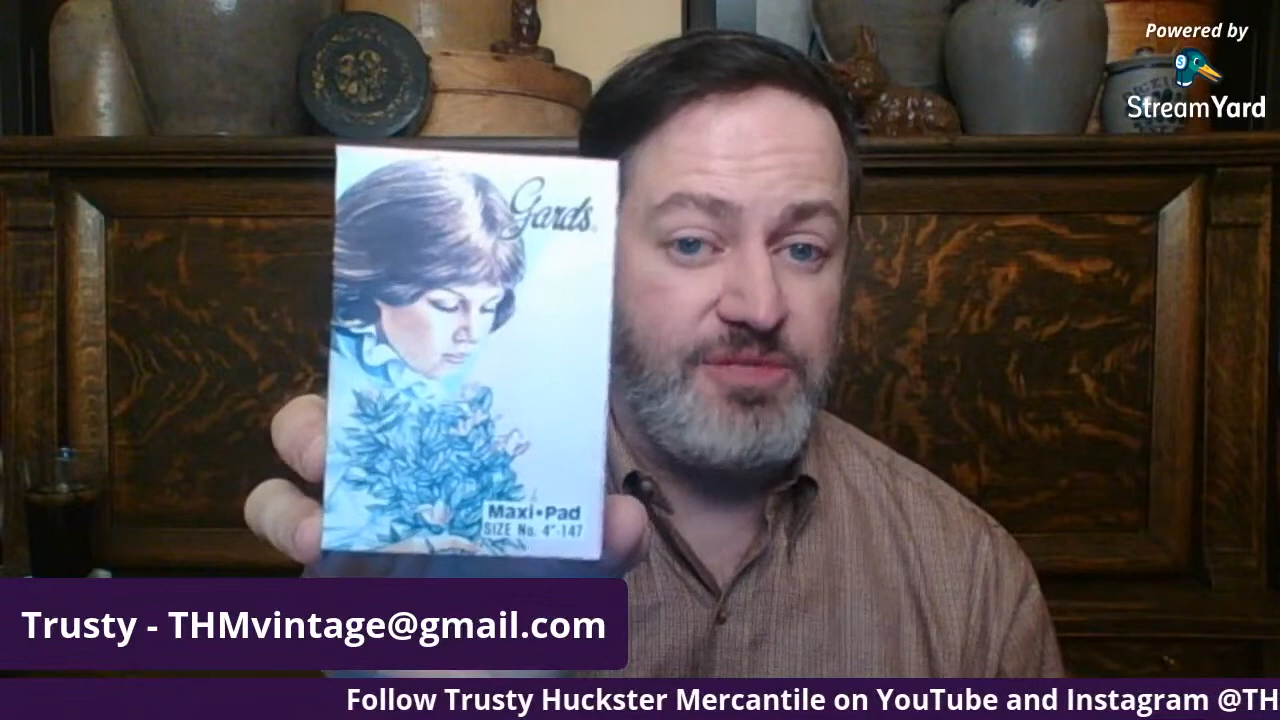 Powered by
StreamYard
Gards
Maxi•Pad
SIZE No. 4"-147
Trusty - THMvintage@gmail.com
Follow Trusty Huckster Mercantile on YouTube and Instagram @TH